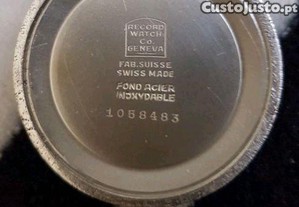 CustoJusto.pt
RECORD
WATCH
Co.
GENEVA
FAB.SUISSE
SWISS MADE
FOND ACIER
INOXYDABLE
1058483